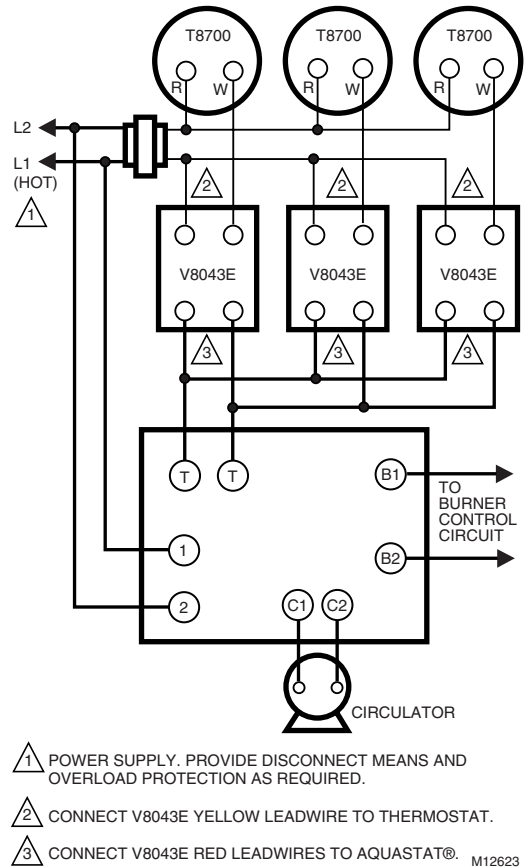 T8700 T8700 T8700
R W R W R W
L2
L1
(HOT)
1
2 2 2
V8043E V8043E V8043E
3 3 3
T T B1
TO
BURNER
CONTROL
CIRCUIT
1
B2
2 C1 C2
CIRCULATOR
1 POWER SUPPLY. PROVIDE DISCONNECT MEANS AND
OVERLOAD PROTECTION AS REQUIRED.
2 CONNECT V8043E YELLOW LEADWIRE TO THERMOSTAT.
3 CONNECT V8043E RED LEADWIRES TO AQUASTAT®.
M12623